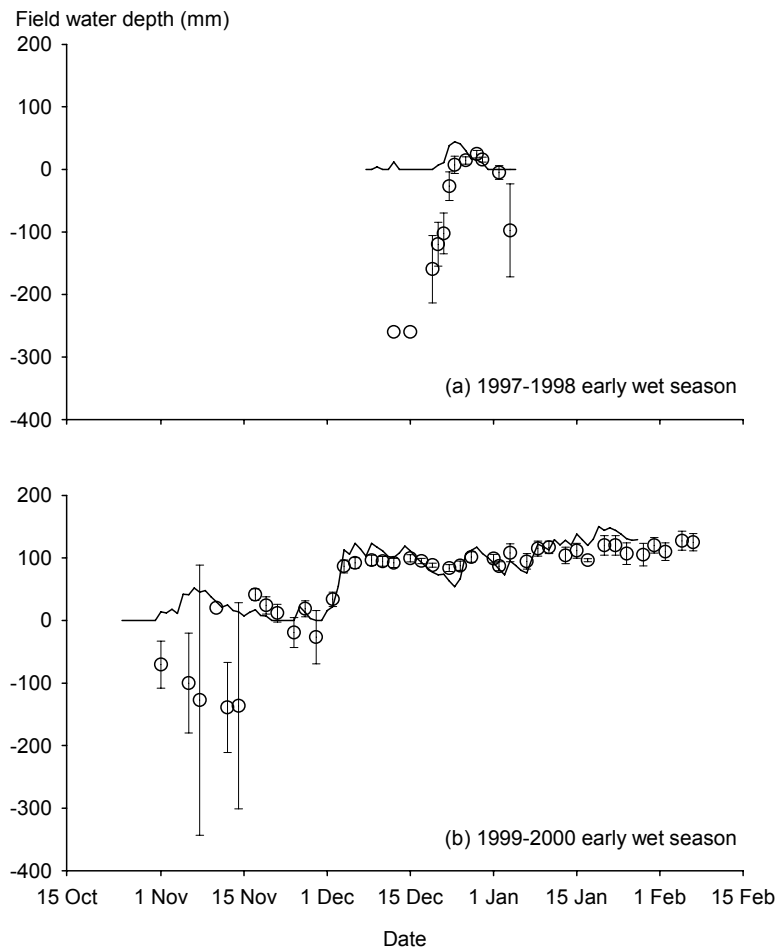 Field water depth (mm)
200
100
0
-100
-200
-300
-400
(a) 1997-1998 early wet season
200
100
0
-100
-200
-300
-400
(b) 1999-2000 early wet season
15 Oct 1 Nov 15 Nov 1 Dec 15 Dec 1 Jan 15 Jan 1 Feb 15 Feb
Date